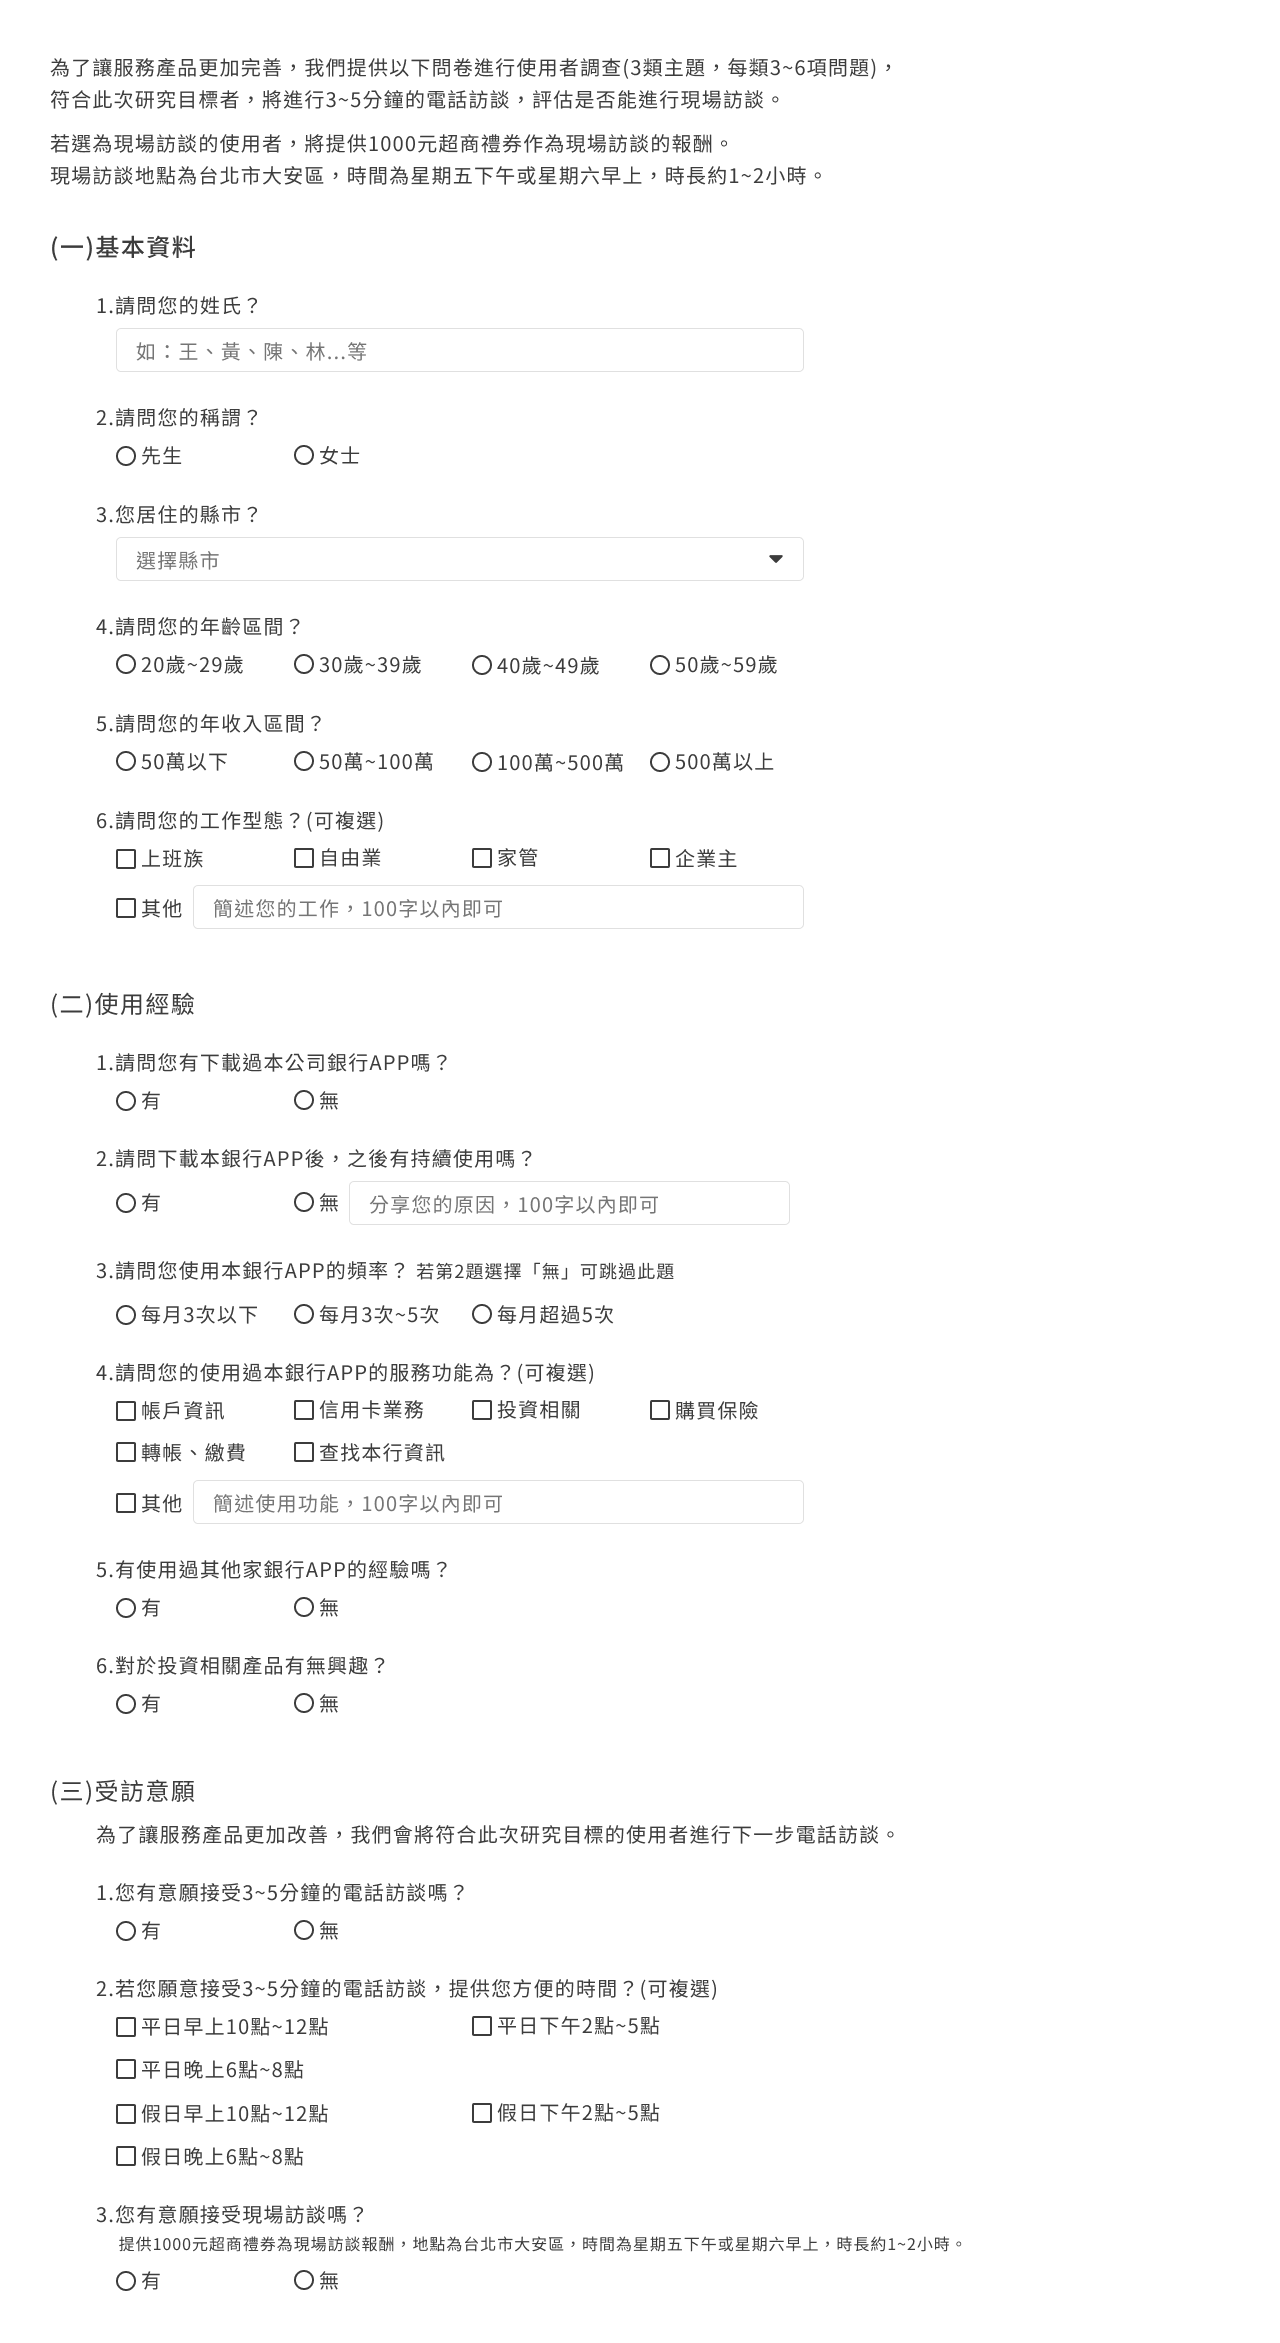 為了讓服務產品更加完善，我們提供以下問卷進行使用者調查(3類主題，每類3~6項問題)，
符合此次研究目標者，將進行3~5分鐘的電話訪談，評估是否能進行現場訪談。
若選為現場訪談的使用者，將提供1000元超商禮券作為現場訪談的報酬。
現場訪談地點為台北市大安區，時間為星期五下午或星期六早上，時長約1~2小時。
(一)基本資料
1.請問您的姓氏？
如：王、黃、陳、林...等
2.請問您的稱謂？
先生 女士
3.您居住的縣市？
選擇縣市
4.請問您的年齡區間？
20歲~29歲 30歲~39歲 40歲~49歲 50歲~59歲
5.請問您的年收入區間？
50萬以下 50萬~100萬 100萬~500萬 500萬以上
6.請問您的工作型態？(可複選)
上班族 自由業 家管 企業主
其他 簡述您的工作，100字以內即可
(二)使用經驗
1.請問您有下載過本公司銀行APP嗎？
有 無
2.請問下載本銀行APP後，之後有持續使用嗎？
有 無 分享您的原因，100字以內即可
3.請問您使用本銀行APP的頻率？ 若第2題選擇「無」可跳過此題
每月3次以下 每月3次~5次 每月超過5次
4.請問您的使用過本銀行APP的服務功能為？(可複選)
帳戶資訊 信用卡業務 投資相關 購買保險
轉帳、繳費 查找本行資訊
其他 簡述使用功能，100字以內即可
5.有使用過其他家銀行APP的經驗嗎？
有 無
6.對於投資相關產品有無興趣？
有 無
(三)受訪意願
為了讓服務產品更加改善，我們會將符合此次研究目標的使用者進行下一步電話訪談。
1.您有意願接受3~5分鐘的電話訪談嗎？
有 無
2.若您願意接受3~5分鐘的電話訪談，提供您方便的時間？(可複選)
平日早上10點~12點 平日下午2點~5點
平日晚上6點~8點
假日早上10點~12點 假日下午2點~5點
假日晚上6點~8點
3.您有意願接受現場訪談嗎？
提供1000元超商禮券為現場訪談報酬，地點為台北市大安區，時間為星期五下午或星期六早上，時長約1~2小時。
有 無